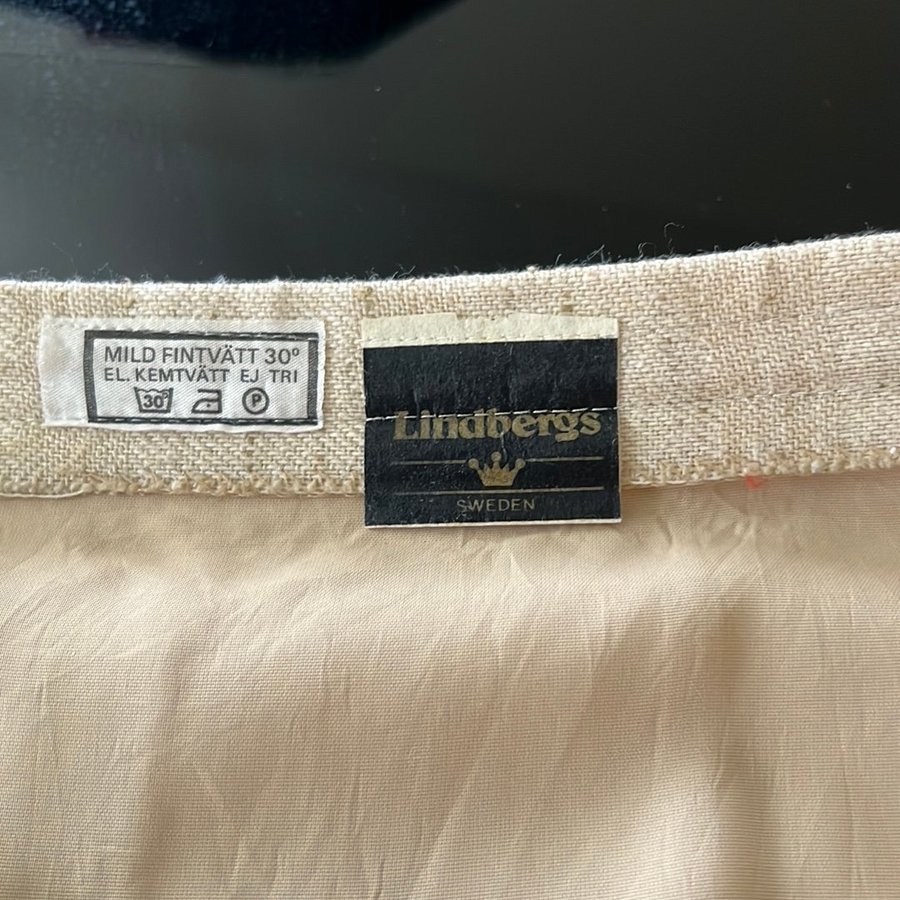 MILD FINTVÄTT 30°
EL. KEMTVÄTT EJ TRI
30° P
Lindbergs
SWEDEN